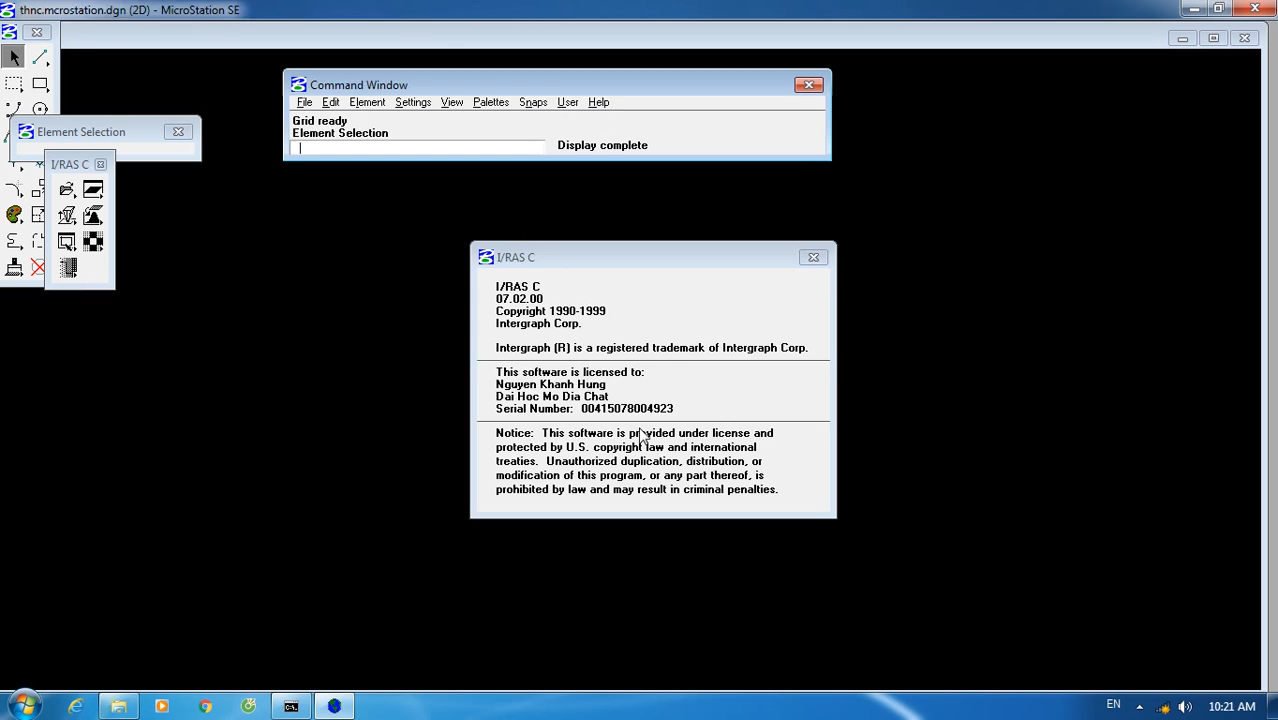 thnc.mcrostation.dgn (2D) - MicroStation SE
Command Window
File Edit Element Settings View Palettes Snaps User Help
Grid ready
Element Selection
Display complete
Element Selection
I/RAS C
I/RAS C
I/RAS C
07.02.00
Copyright 1990-1999
Intergraph Corp.
Intergraph (R) is a registered trademark of Intergraph Corp.
This software is licensed to:
Nguyen Khanh Hung
Dai Hoc Mo Dia Chat
Serial Number: 00415078004923
Notice: This software is provided under license and
protected by U.S. copyright law and international
treaties. Unauthorized duplication, distribution, or
modification of this program, or any part thereof, is
prohibited by law and may result in criminal penalties.
EN
10:21 AM